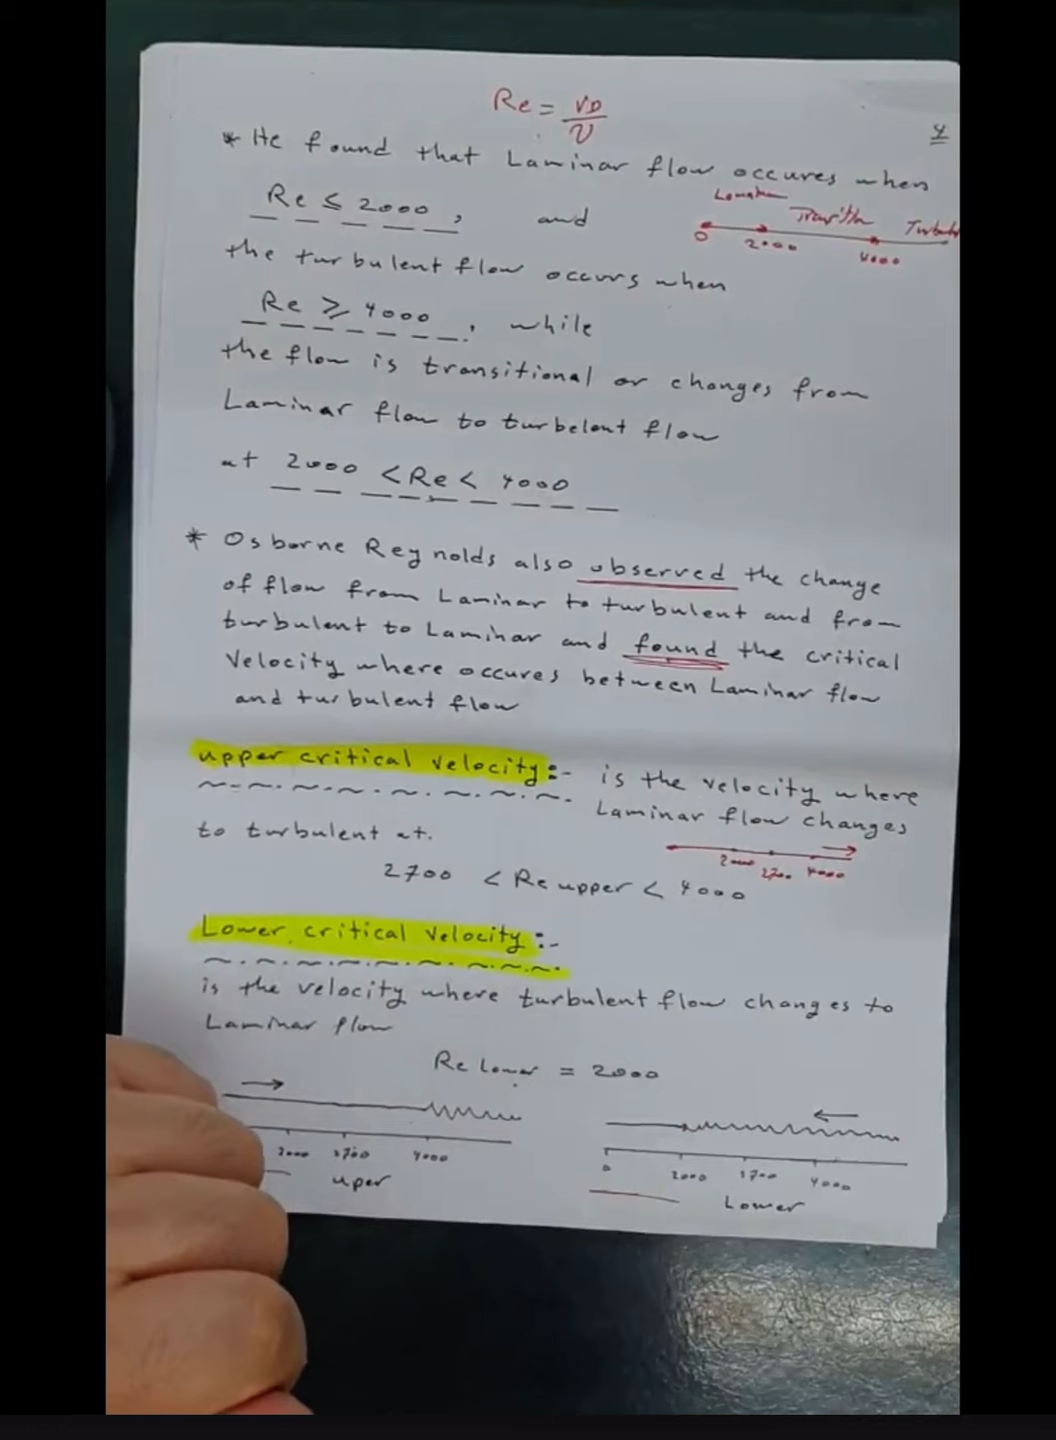 Re = VD/υ
4
* He found that Laminar flow occures when
Re ≤ 2000, and
0 2000 4000
the turbulent flow occurs when
Re ≥ 4000, while
the flow is transitional or changes from
Laminar flow to turbelent flow
at 2000 < Re < 4000
* Osborne Reynolds also observed the change
of flow from Laminar to turbulent and from
turbulent to Laminar and found the critical
Velocity where occures between Laminar flow
and turbulent flow
upper critical velocity:- is the velocity where
Laminar flow changes
to turbulent at.
2000 2700 4000
2700 < Re upper < 4000
Lower critical velocity:-
is the velocity where turbulent flow changes to
Laminar flow
Re Lower = 2000
2000 2700 4000
uper
0 2000 2700 4000
Lower